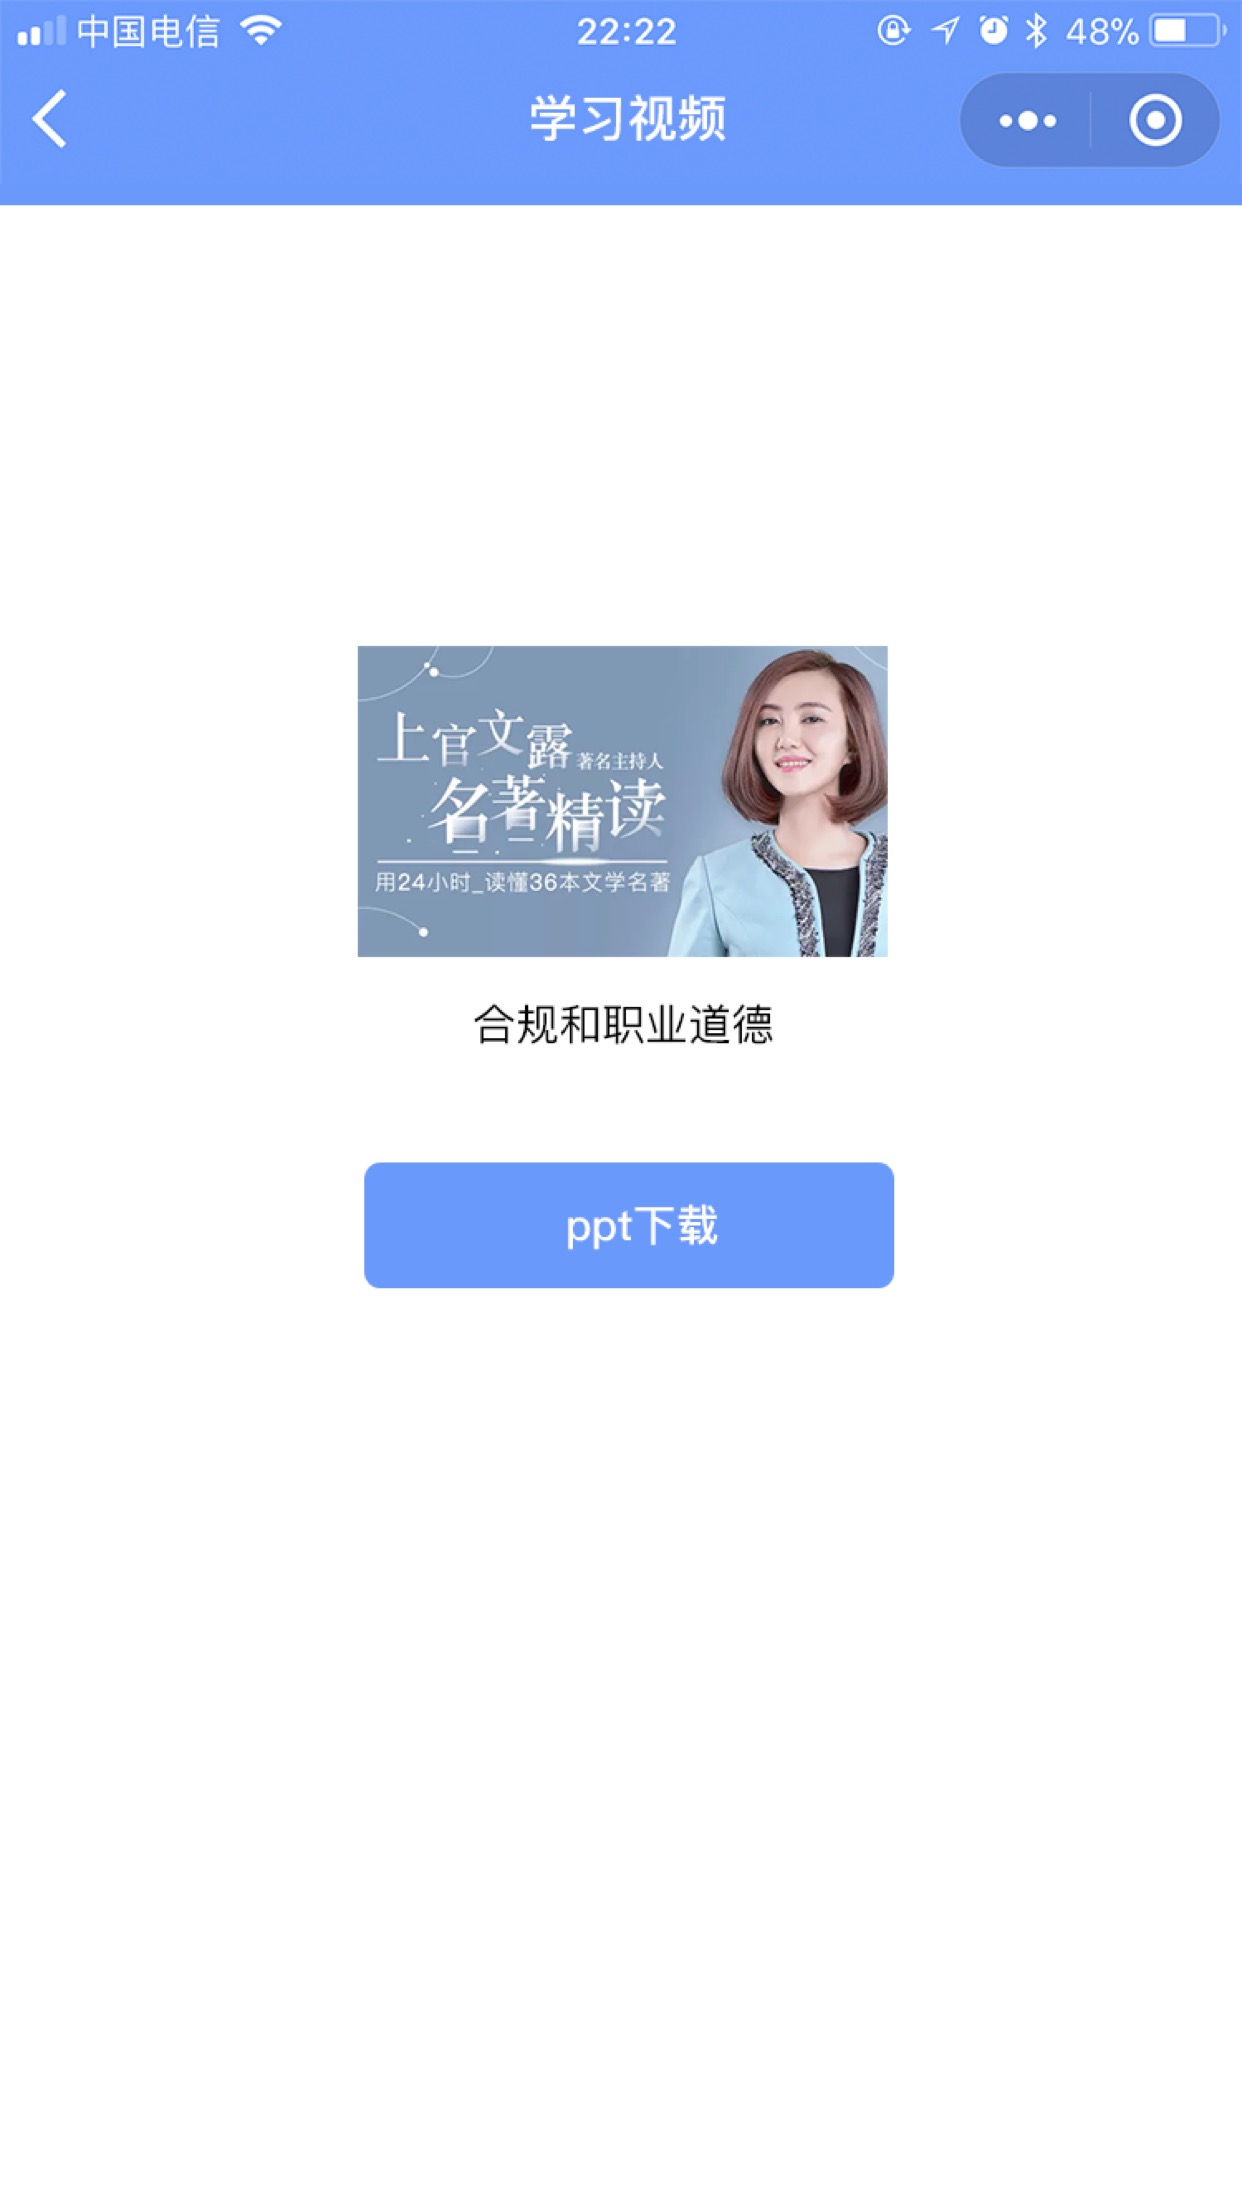 中国电信 22:22 48%
学习视频
上官文露 著名主持人
名著精读
用24小时_读懂36本文学名著
合规和职业道德
ppt下载